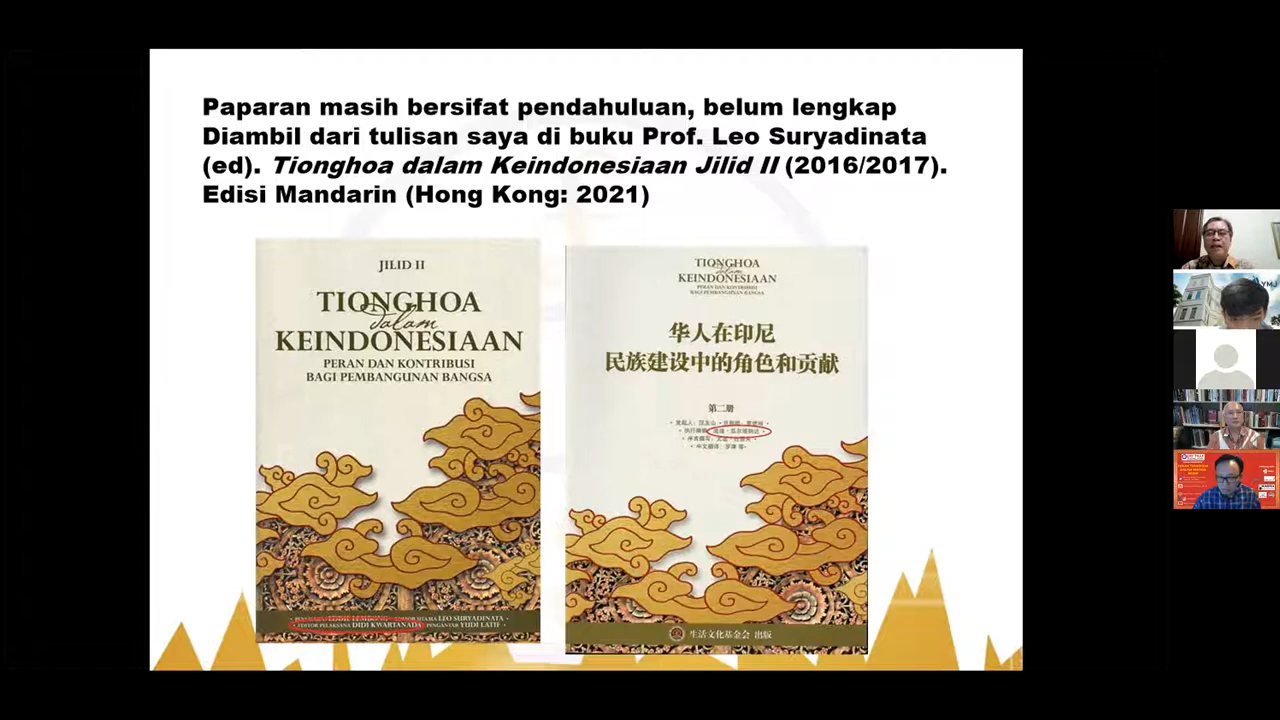 Paparan masih bersifat pendahuluan, belum lengkap
Diambil dari tulisan saya di buku Prof. Leo Suryadinata
(ed). Tionghoa dalam Keindonesiaan Jilid II (2016/2017).
Edisi Mandarin (Hong Kong: 2021)
JILID II
TIONGHOA
dalam
KEINDONESIAAN
PERAN DAN KONTRIBUSI
BAGI PEMBANGUNAN BANGSA
EDITOR PELAKSANA DIDI KWARTANADA • PENGANTAR YUDI LATIF •
TIONGHOA
dalam
KEINDONESIAAN
PERAN DAN KONTRIBUSI
BAGI PEMBANGUNAN BANGSA
华人在印尼
民族建设中的角色和贡献
第二册
生活文化基金会 出版
YMJ